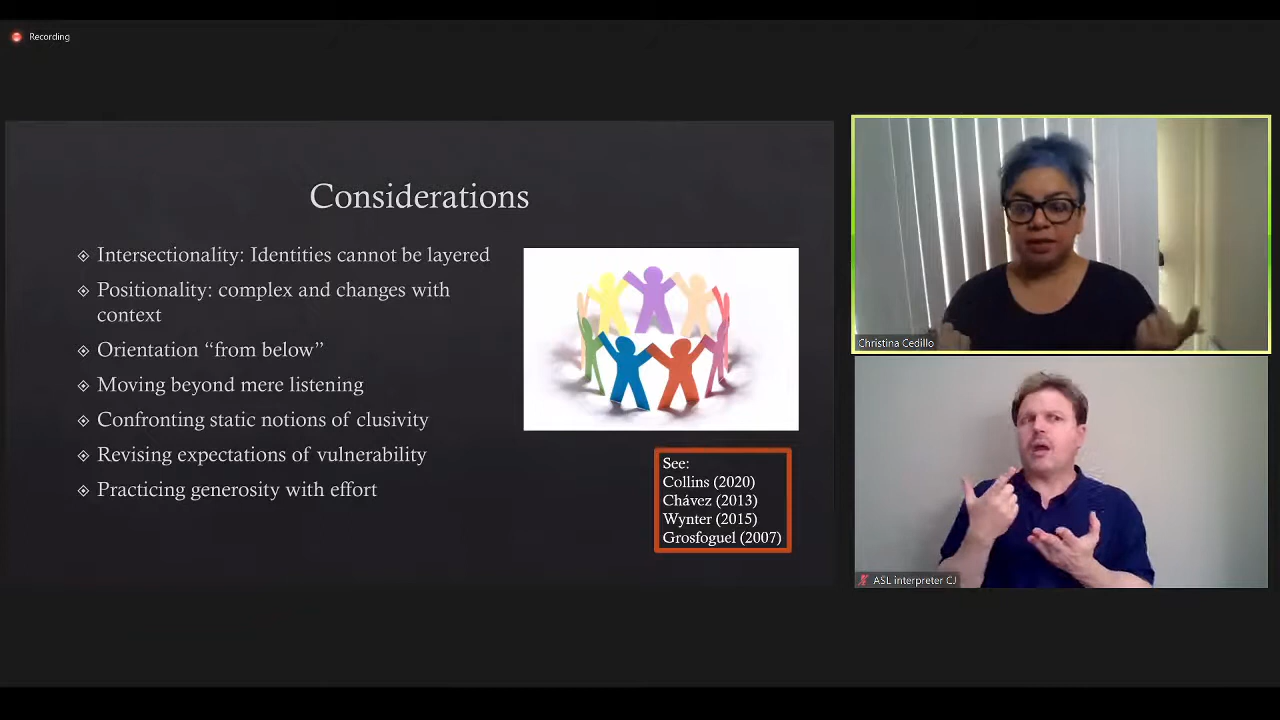 Recording
Considerations
Intersectionality: Identities cannot be layered
Positionality: complex and changes with
context
Orientation “from below”
Moving beyond mere listening
Confronting static notions of clusivity
Revising expectations of vulnerability
Practicing generosity with effort
See:
Collins (2020)
Chávez (2013)
Wynter (2015)
Grosfoguel (2007)
Christina Cedillo
ASL interpreter CJ